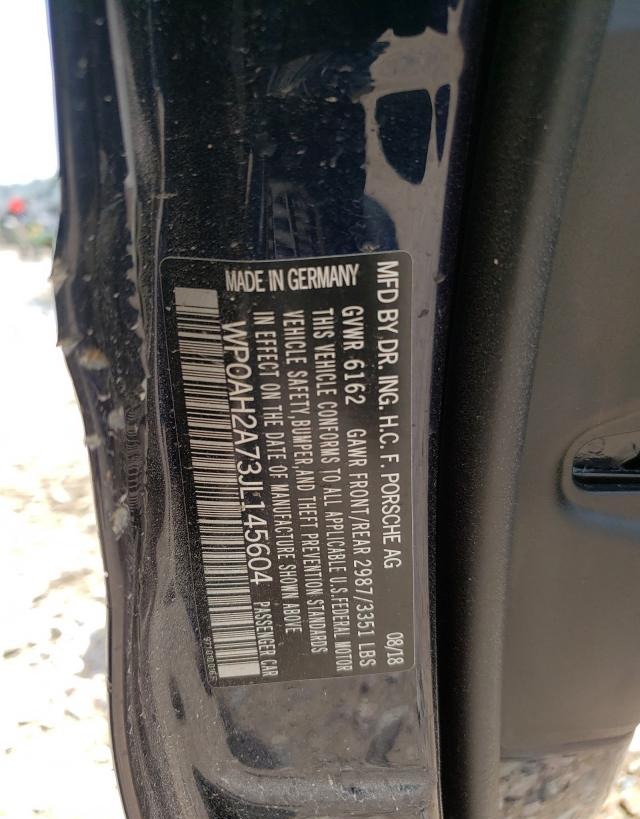 MFD BY DR. ING. H.C. F. PORSCHE AG
08/18
GVWR 6162 GAWR FRONT/REAR 2987/3351 LBS
THIS VEHICLE CONFORMS TO ALL APPLICABLE U.S.FEDERAL MOTOR
VEHICLE SAFETY,BUMPER,AND THEFT PREVENTION STANDARDS
IN EFFECT ON THE DATE OF MANUFACTURE SHOWN ABOVE
MADE IN GERMANY
WP0AH2A73JL145604
PASSENGER CAR